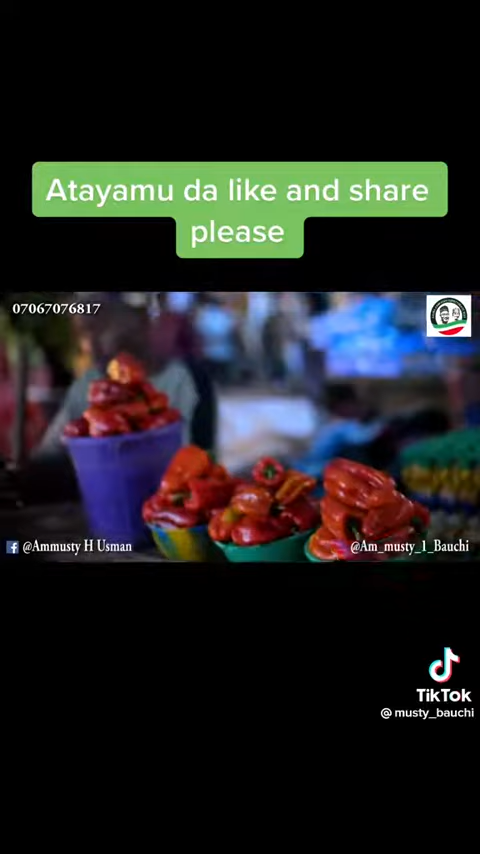 Atayamu da like and share
please
07067076817
@Ammusty H Usman
@Am_musty_1_Bauchi
TikTok
@musty_bauchi